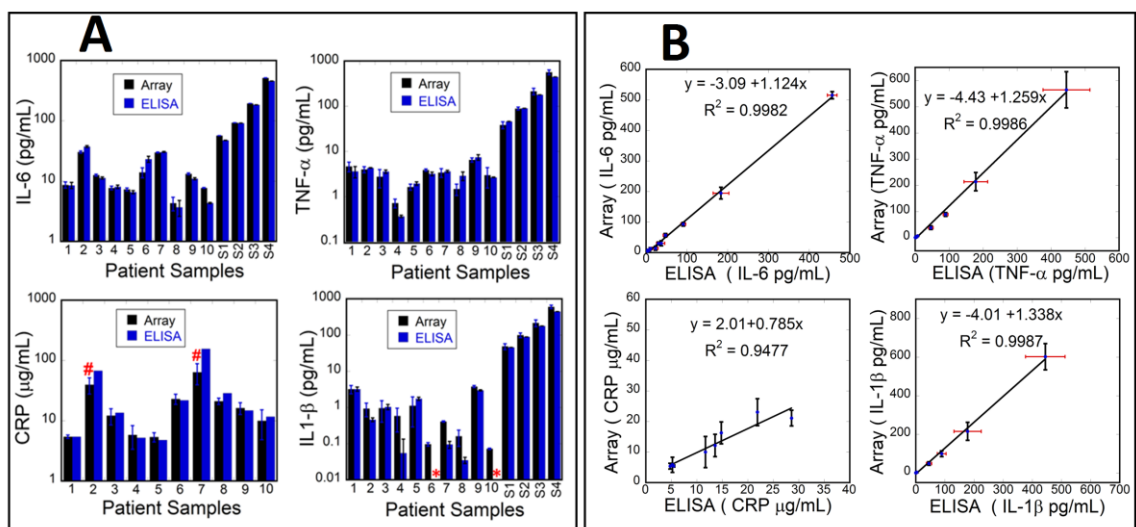 A
B
IL-6 (pg/mL)
1000
100
10
1
Array
ELISA
1 2 3 4 5 6 7 8 9 10 S1 S2 S3 S4
Patient Samples
TNF-α (pg/mL)
1000
100
10
1
0.1
Array
ELISA
1 2 3 4 5 6 7 8 9 10 S1 S2 S3 S4
Patient Samples
CRP (μg/mL)
1000
100
10
1
Array
ELISA
#
#
1 2 3 4 5 6 7 8 9 10
Patient Samples
IL1-β (pg/mL)
1000
100
10
1
0.1
0.01
Array
ELISA
*
*
1 2 3 4 5 6 7 8 9 10 S1 S2 S3 S4
Patient Samples
Array ( IL-6 pg/mL)
600
500
400
300
200
100
0
y = -3.09 +1.124x
R² = 0.9982
0 100 200 300 400 500
ELISA ( IL-6 pg/mL)
Array (TNF-α pg/mL)
600
500
400
300
200
100
0
y = -4.43 +1.259x
R² = 0.9986
0 100 200 300 400 500 600
ELISA (TNF-α pg/mL)
Array ( CRP μg/mL)
60
50
40
30
20
10
0
y = 2.01+0.785x
R² = 0.9477
0 5 10 15 20 25 30 35 40
ELISA ( CRP μg/mL)
Array ( IL-1β pg/mL)
800
600
400
200
0
y = -4.01 +1.338x
R² = 0.9987
0 100 200 300 400 500 600
ELISA ( IL-1β pg/mL)